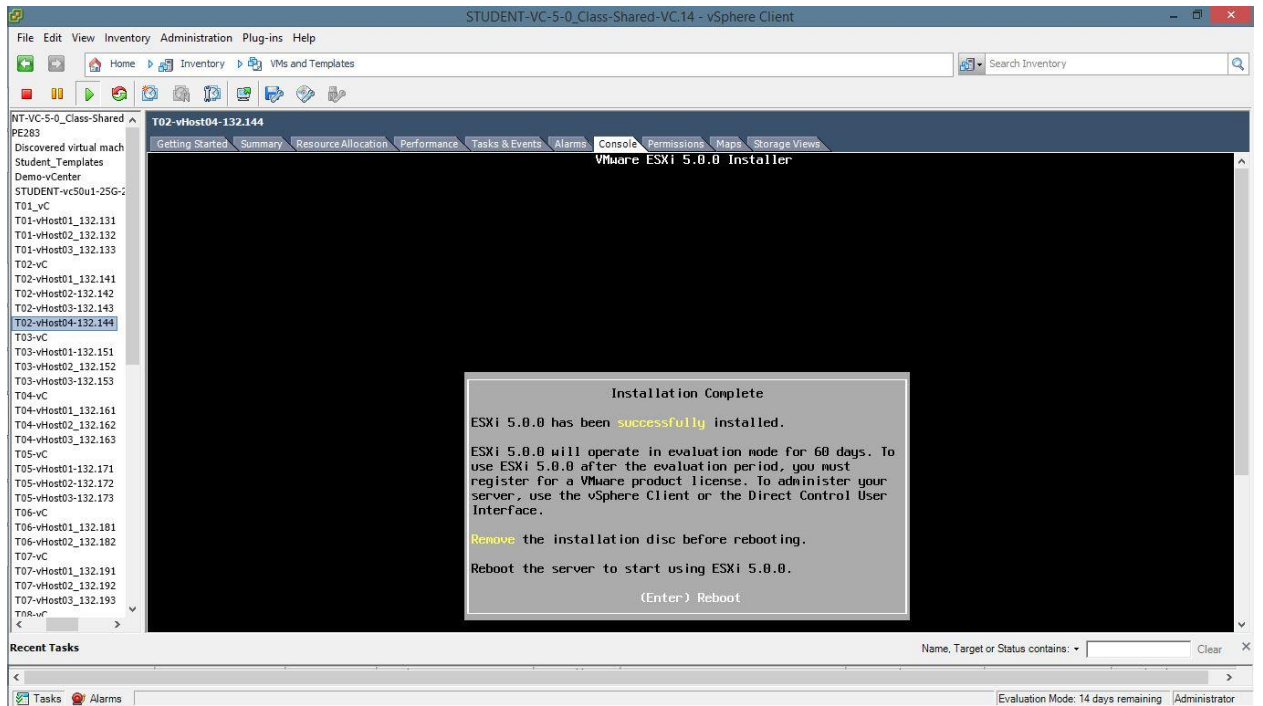 STUDENT-VC-5-0_Class-Shared-VC.14 - vSphere Client
File Edit View Inventory Administration Plug-ins Help
Home Inventory VMs and Templates
Search Inventory
NT-VC-5-0_Class-Shared
PE283
Discovered virtual mach
Student_Templates
Demo-vCenter
STUDENT-vc50u1-25G-2
T01_vC
T01-vHost01_132.131
T01-vHost02_132.132
T01-vHost03_132.133
T02-vC
T02-vHost01_132.141
T02-vHost02-132.142
T02-vHost03-132.143
T02-vHost04-132.144
T03-vC
T03-vHost01-132.151
T03-vHost02_132.152
T03-vHost03-132.153
T04-vC
T04-vHost01_132.161
T04-vHost02_132.162
T04-vHost03_132.163
T05-vC
T05-vHost01-132.171
T05-vHost02-132.172
T05-vHost03-132.173
T06-vC
T06-vHost01_132.181
T06-vHost02_132.182
T07-vC
T07-vHost01_132.191
T07-vHost02_132.192
T07-vHost03_132.193
T08-vC
T02-vHost04-132.144
Getting Started Summary Resource Allocation Performance Tasks & Events Alarms Console Permissions Maps Storage Views
VMware ESXi 5.0.0 Installer
Installation Complete
ESXi 5.0.0 has been successfully installed.
ESXi 5.0.0 will operate in evaluation mode for 60 days. To
use ESXi 5.0.0 after the evaluation period, you must
register for a VMware product license. To administer your
server, use the vSphere Client or the Direct Control User
Interface.
Remove the installation disc before rebooting.
Reboot the server to start using ESXi 5.0.0.
(Enter) Reboot
Recent Tasks
Name, Target or Status contains: Clear
Tasks Alarms
Evaluation Mode: 14 days remaining Administrator